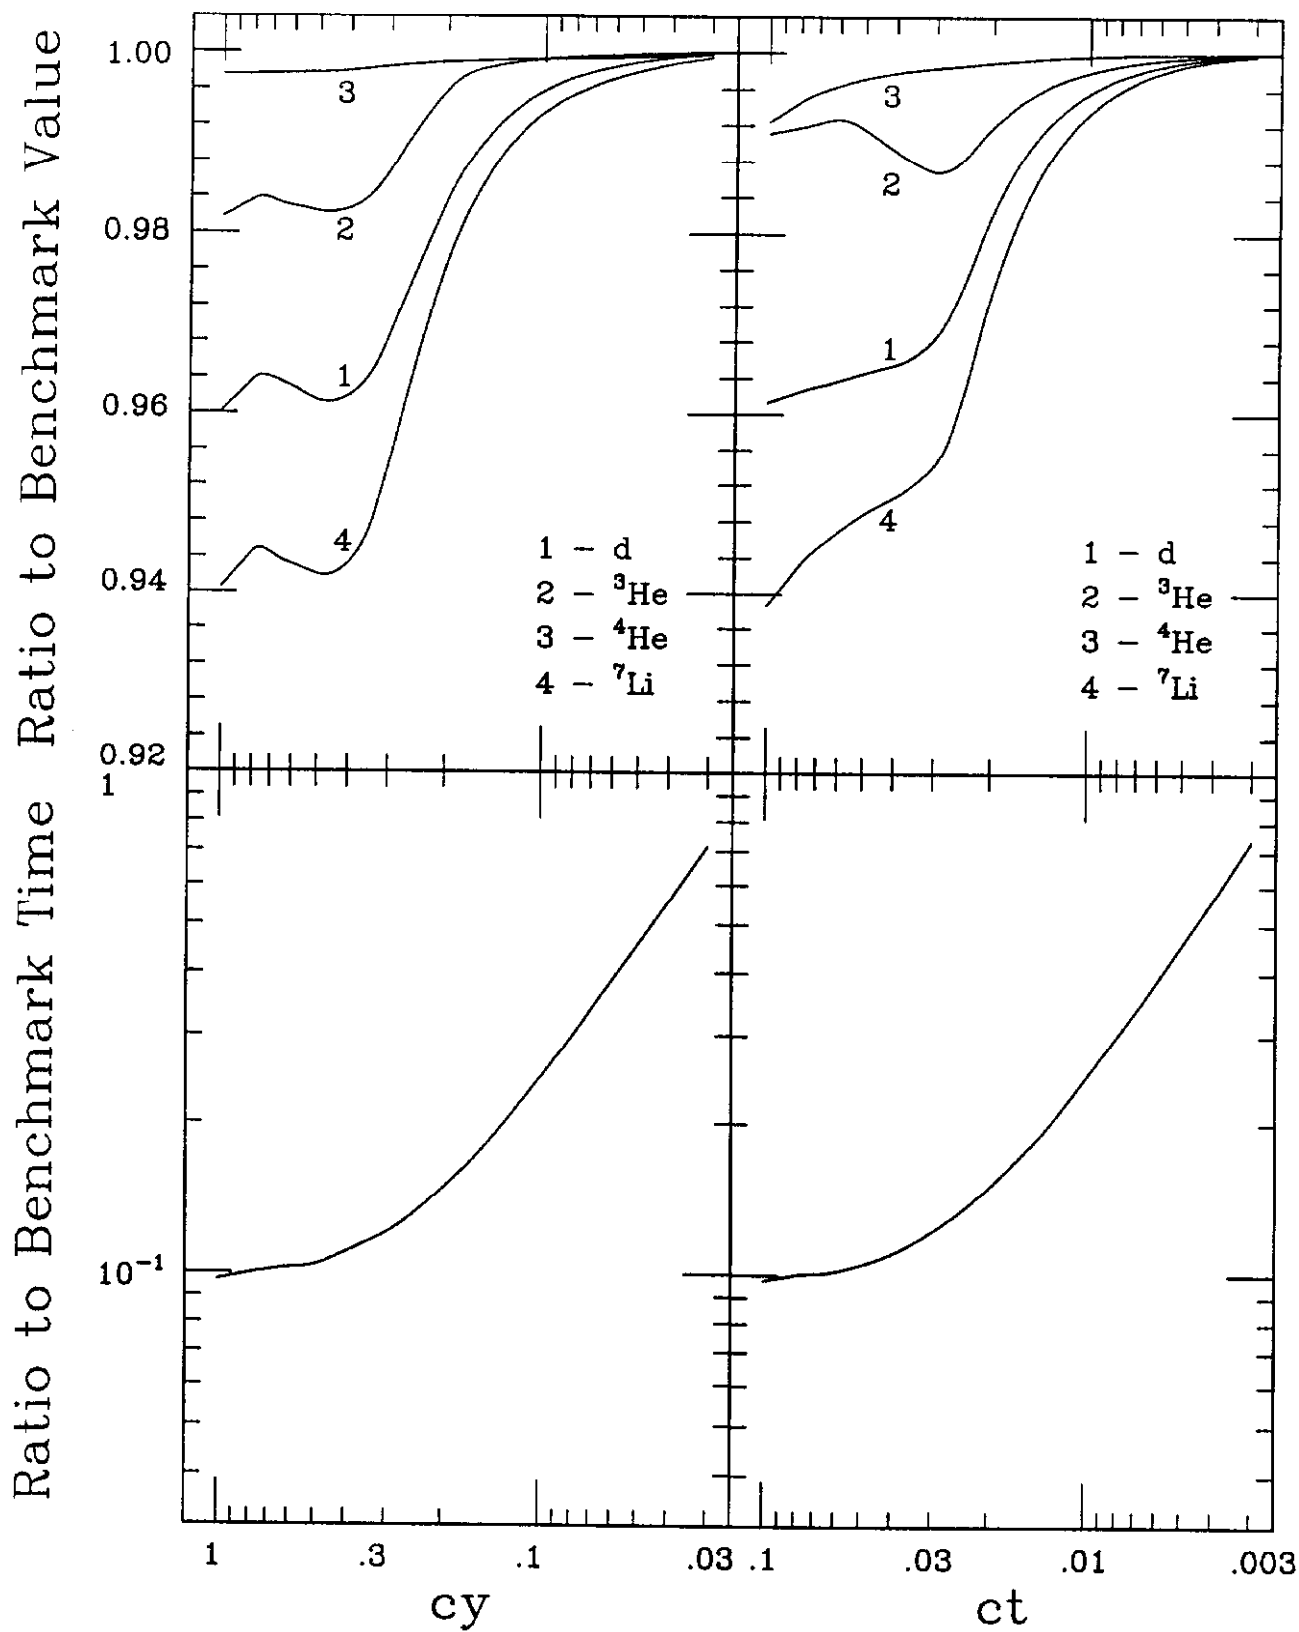 Ratio to Benchmark Value
1.00
0.98
0.96
0.94
0.92
3
2
1
4
1 – d
2 – ³He
3 – ⁴He
4 – ⁷Li
3
2
1
4
1 – d
2 – ³He
3 – ⁴He
4 – ⁷Li
Ratio to Benchmark Time
1
10⁻¹
1 .3 .1 .03
cy
.1 .03 .01 .003
ct